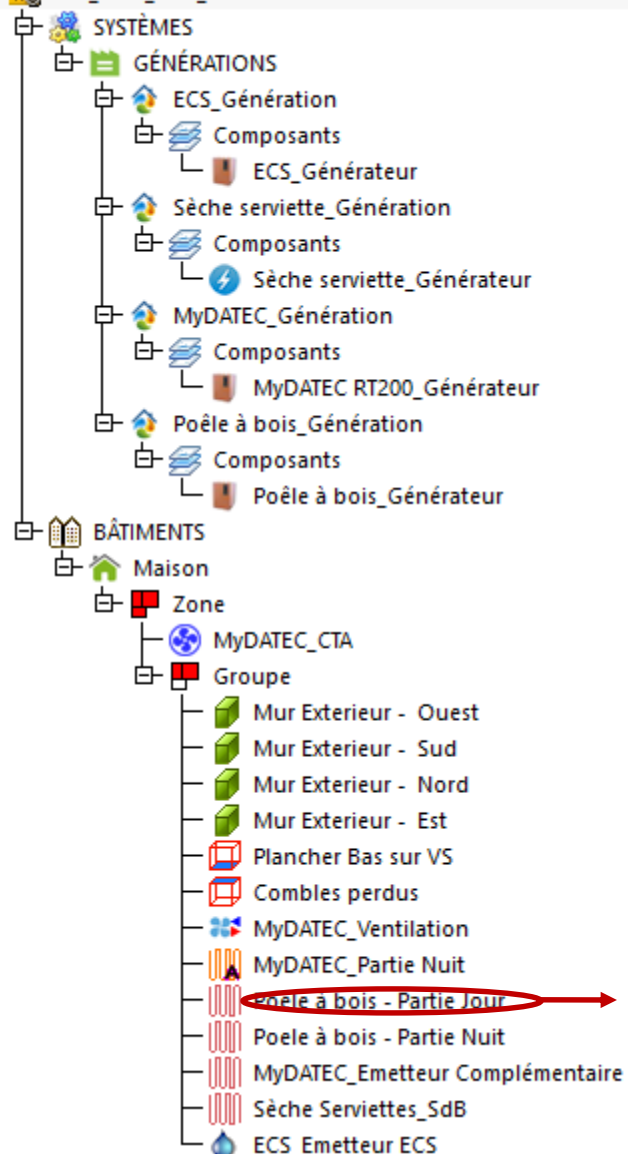 SYSTÈMES
GÉNÉRATIONS
ECS_Génération
Composants
ECS_Générateur
Sèche serviette_Génération
Composants
Sèche serviette_Générateur
MyDATEC_Génération
Composants
MyDATEC RT200_Générateur
Poêle à bois_Génération
Composants
Poêle à bois_Générateur
BÂTIMENTS
Maison
Zone
MyDATEC_CTA
Groupe
Mur Exterieur - Ouest
Mur Exterieur - Sud
Mur Exterieur - Nord
Mur Exterieur - Est
Plancher Bas sur VS
Combles perdus
MyDATEC_Ventilation
MyDATEC_Partie Nuit
Poele à bois - Partie Jour
Poele à bois - Partie Nuit
MyDATEC_Emetteur Complémentaire
Sèche Serviettes_SdB
ECS_Emetteur ECS